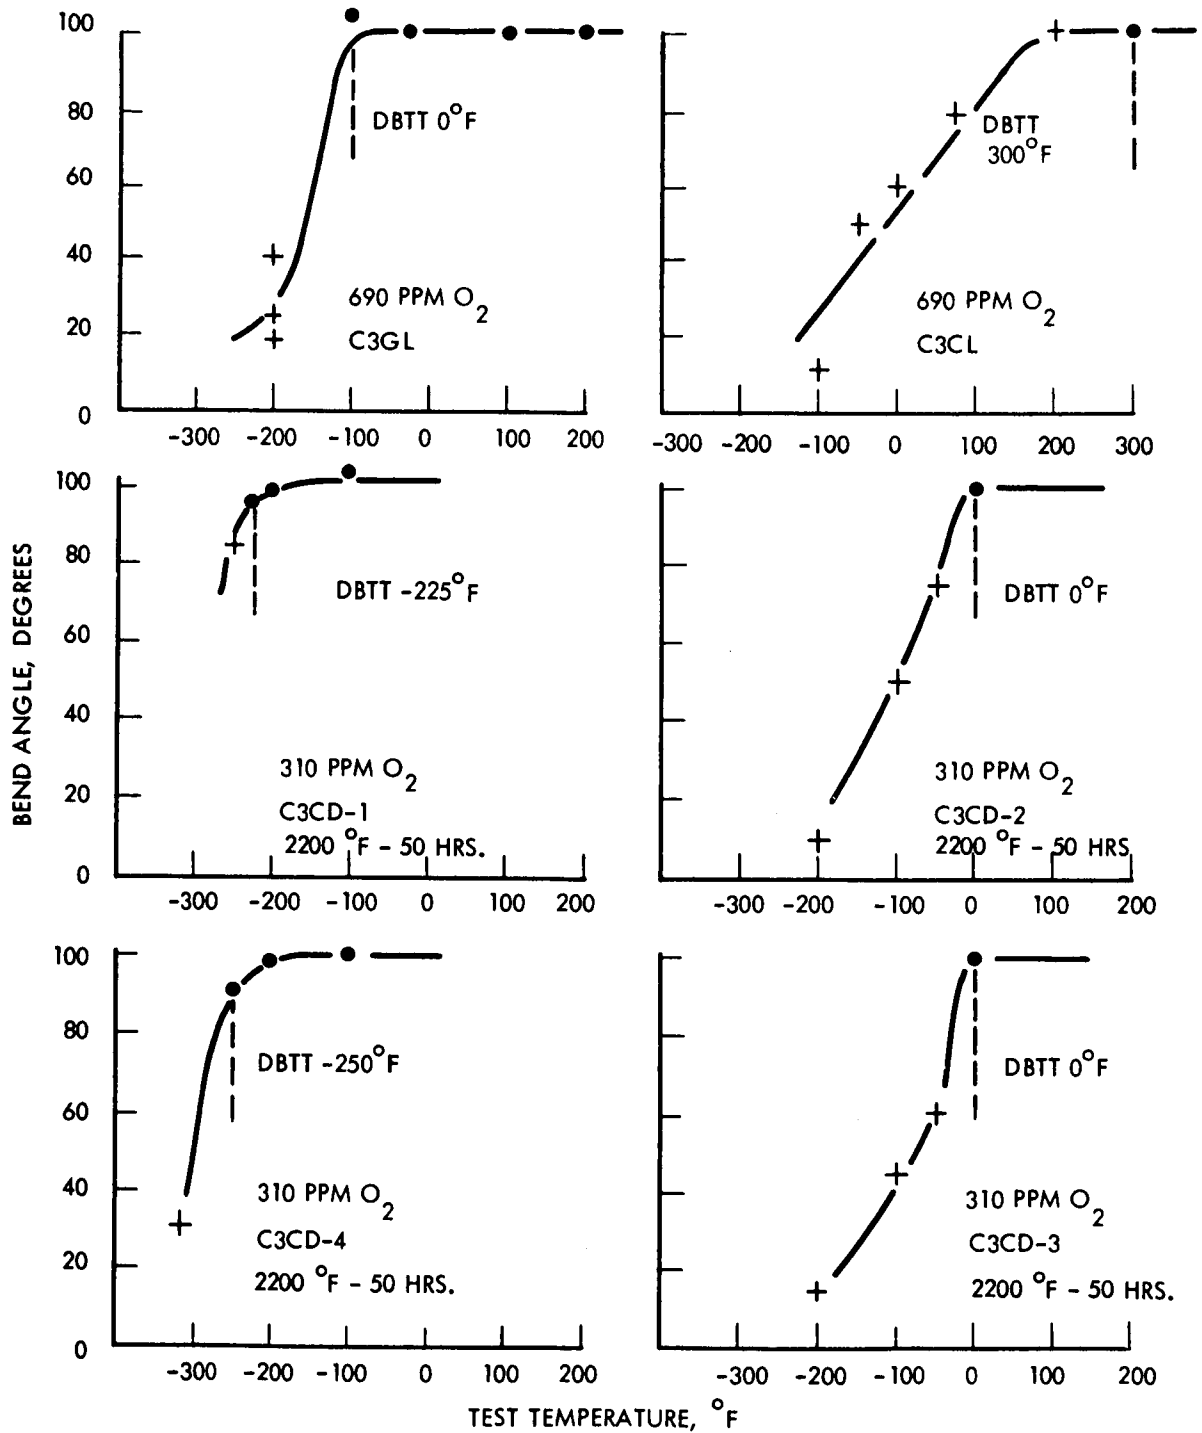 100
80
60
40
20
0
DBTT 0°F
690 PPM O2
C3GL
-300 -200 -100 0 100 200
DBTT
300°F
690 PPM O2
C3CL
-300 -200 -100 0 100 200 300
BEND ANGLE, DEGREES
100
80
60
40
20
0
DBTT -225°F
310 PPM O2
C3CD-1
2200 °F - 50 HRS.
-300 -200 -100 0 100 200
DBTT 0°F
310 PPM O2
C3CD-2
2200 °F - 50 HRS
-300 -200 -100 0 100 200
100
80
60
40
20
0
DBTT -250°F
310 PPM O2
C3CD-4
2200 °F - 50 HRS.
-300 -200 -100 0 100 200
DBTT 0°F
310 PPM O2
C3CD-3
2200 °F - 50 HRS.
-300 -200 -100 0 100 200
TEST TEMPERATURE, °F